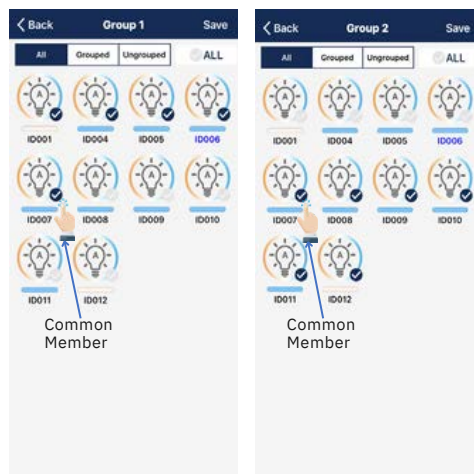 Back Group 1 Save
All Grouped Ungrouped ALL
A A A A
ID001 ID004 ID005 ID006
A A A A
ID007 ID008 ID009 ID010
A A
ID011 ID012
Common
Member
Back Group 2 Save
All Grouped Ungrouped ALL
A A A A
ID001 ID004 ID005 ID006
A A A A
ID007 ID008 ID009 ID010
A A
ID011 ID012
Common
Member